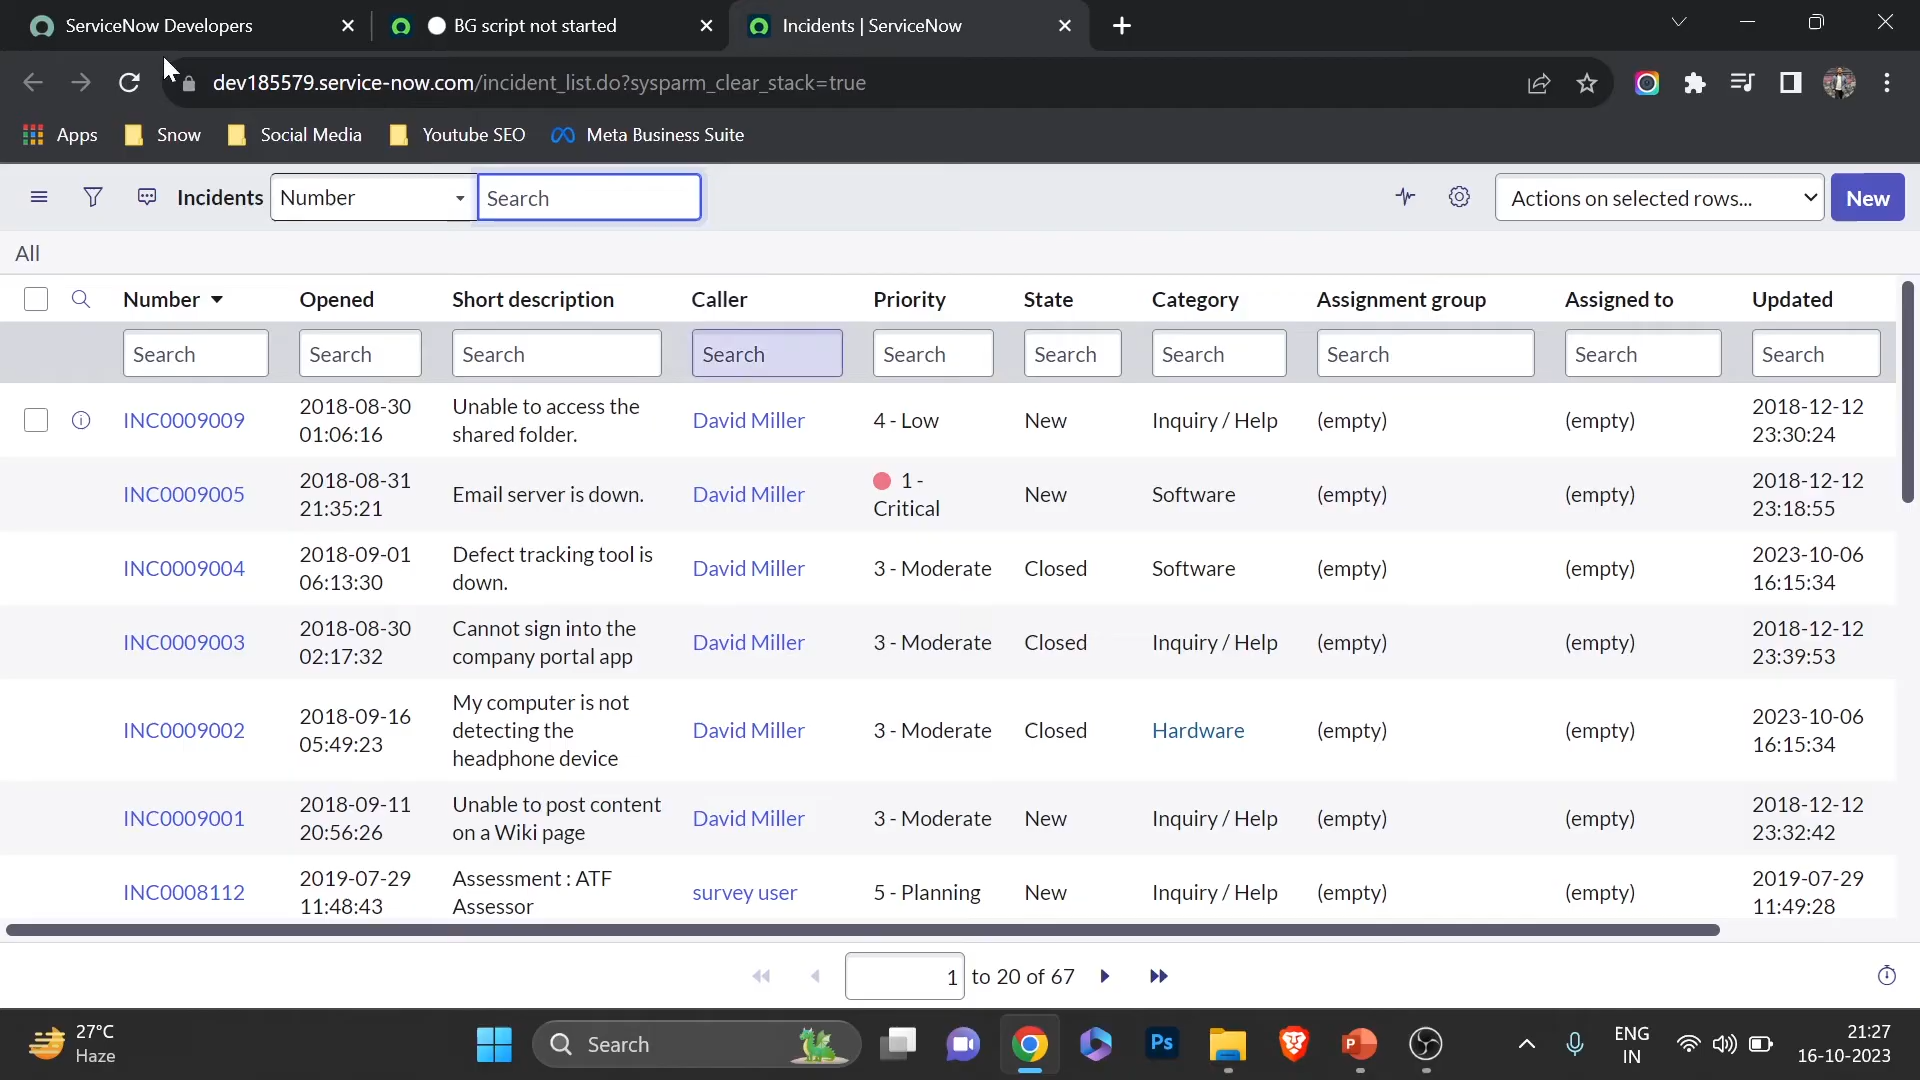 ServiceNow Developers
BG script not started
Incidents | ServiceNow
dev185579.service-now.com/incident_list.do?sysparm_clear_stack=true
Apps Snow Social Media Youtube SEO Meta Business Suite
Incidents Number Search Actions on selected rows... New
All
Number Opened Short description Caller Priority State Category Assignment group Assigned to Updated
Search Search Search Search Search Search Search Search Search Search
INC0009009 2018-08-30 01:06:16 Unable to access the shared folder. David Miller 4 - Low New Inquiry / Help (empty) (empty) 2018-12-12 23:30:24
INC0009005 2018-08-31 21:35:21 Email server is down. David Miller 1 - Critical New Software (empty) (empty) 2018-12-12 23:18:55
INC0009004 2018-09-01 06:13:30 Defect tracking tool is down. David Miller 3 - Moderate Closed Software (empty) (empty) 2023-10-06 16:15:34
INC0009003 2018-08-30 02:17:32 Cannot sign into the company portal app David Miller 3 - Moderate Closed Inquiry / Help (empty) (empty) 2018-12-12 23:39:53
INC0009002 2018-09-16 05:49:23 My computer is not detecting the headphone device David Miller 3 - Moderate Closed Hardware (empty) (empty) 2023-10-06 16:15:34
INC0009001 2018-09-11 20:56:26 Unable to post content on a Wiki page David Miller 3 - Moderate New Inquiry / Help (empty) (empty) 2018-12-12 23:32:42
INC0008112 2019-07-29 11:48:43 Assessment : ATF Assessor survey user 5 - Planning New Inquiry / Help (empty) (empty) 2019-07-29 11:49:28
1 to 20 of 67
27°C
Haze
Search
Ps
P
ENG
IN
21:27
16-10-2023